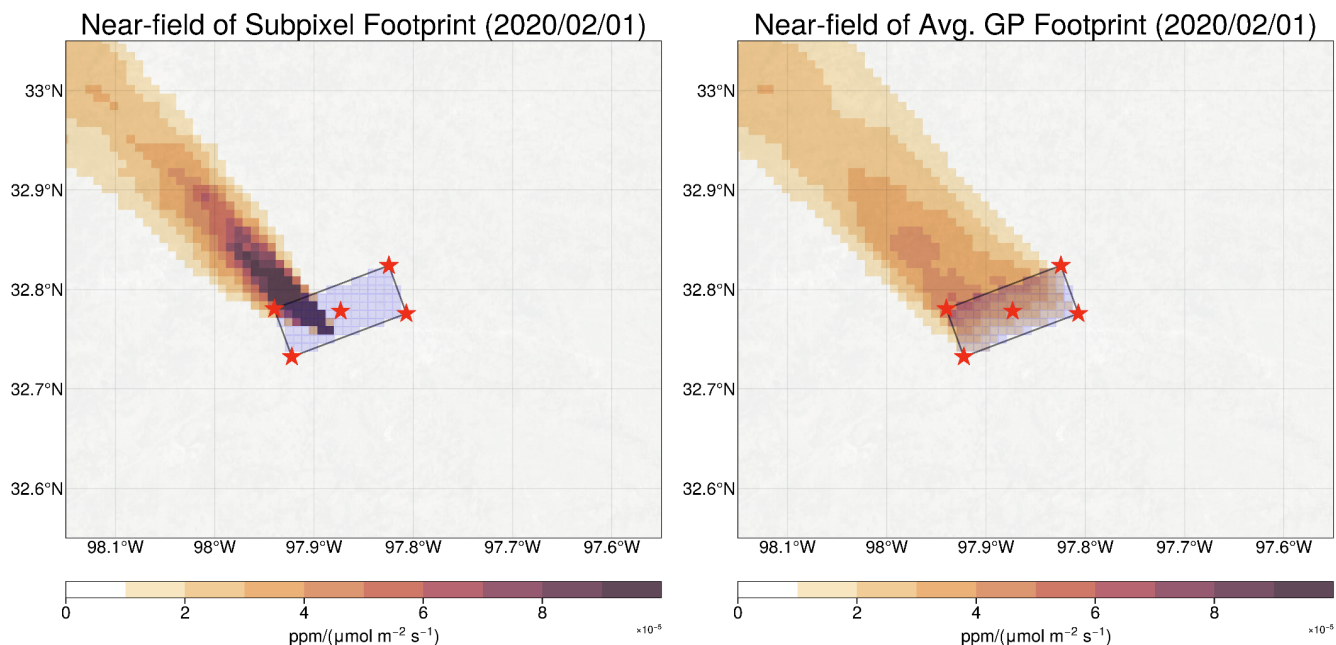 Near-field of Subpixel Footprint (2020/02/01)
33°N
32.9°N
32.8°N
32.7°N
32.6°N
98.1°W 98°W 97.9°W 97.8°W 97.7°W 97.6°W
0 2 4 6 8
×10⁻⁵
ppm/(μmol m⁻² s⁻¹)
Near-field of Avg. GP Footprint (2020/02/01)
33°N
32.9°N
32.8°N
32.7°N
32.6°N
98.1°W 98°W 97.9°W 97.8°W 97.7°W 97.6°W
0 2 4 6 8
×10⁻⁵
ppm/(μmol m⁻² s⁻¹)